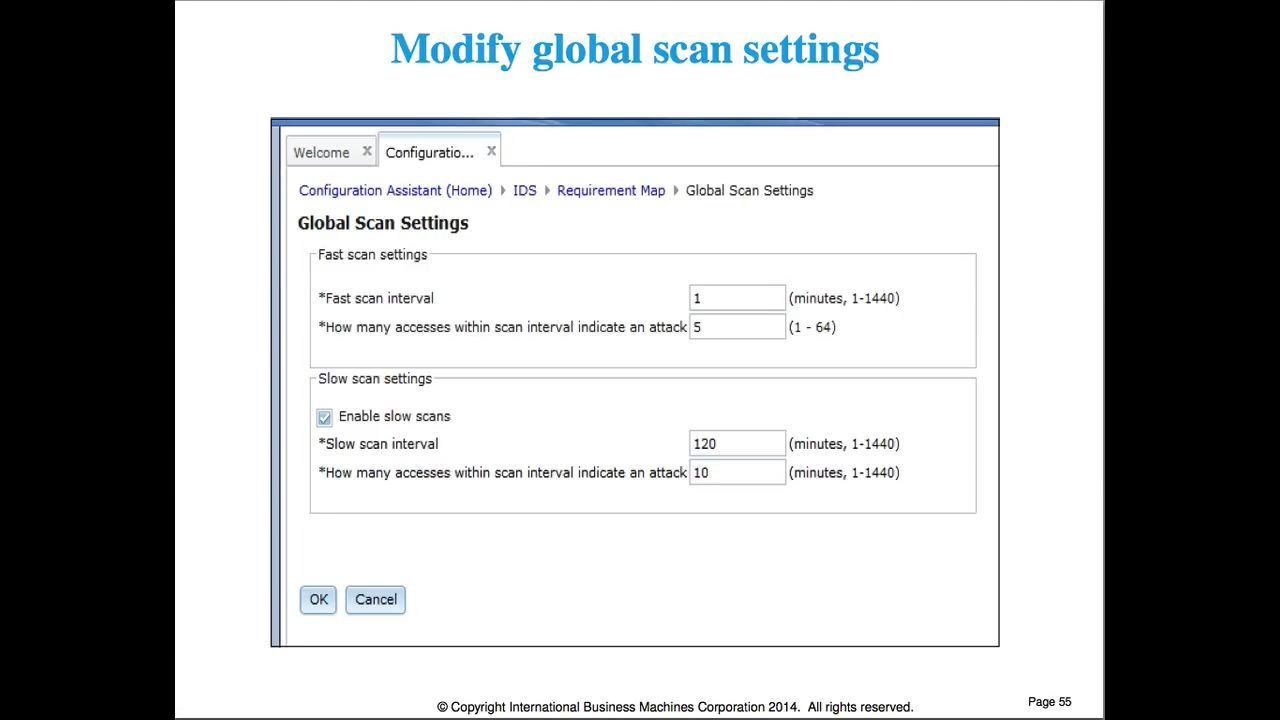 Modify global scan settings
Welcome x Configuratio... x
Configuration Assistant (Home) IDS Requirement Map Global Scan Settings
Global Scan Settings
Fast scan settings
*Fast scan interval 1 (minutes, 1-1440)
*How many accesses within scan interval indicate an attack 5 (1 - 64)
Slow scan settings
Enable slow scans
*Slow scan interval 120 (minutes, 1-1440)
*How many accesses within scan interval indicate an attack 10 (minutes, 1-1440)
OK Cancel
© Copyright International Business Machines Corporation 2014. All rights reserved.
Page 55